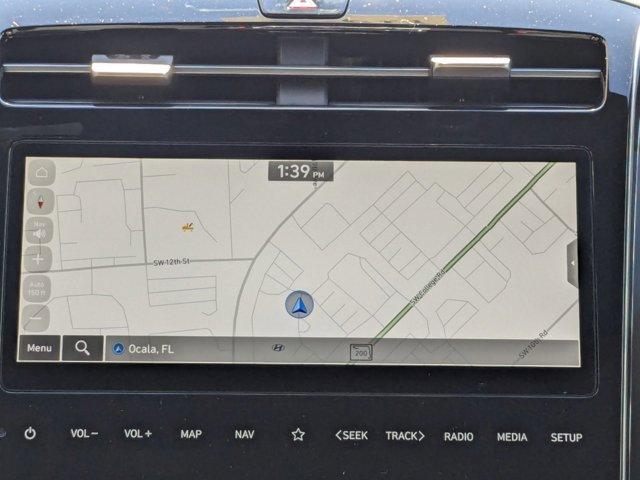 1:39 PM
Nav
Auto
150 ft
SW 12th St
SW College Rd
SW 10th Rd
200
Menu
Ocala, FL
VOL− VOL+ MAP NAV <SEEK TRACK> RADIO MEDIA SETUP